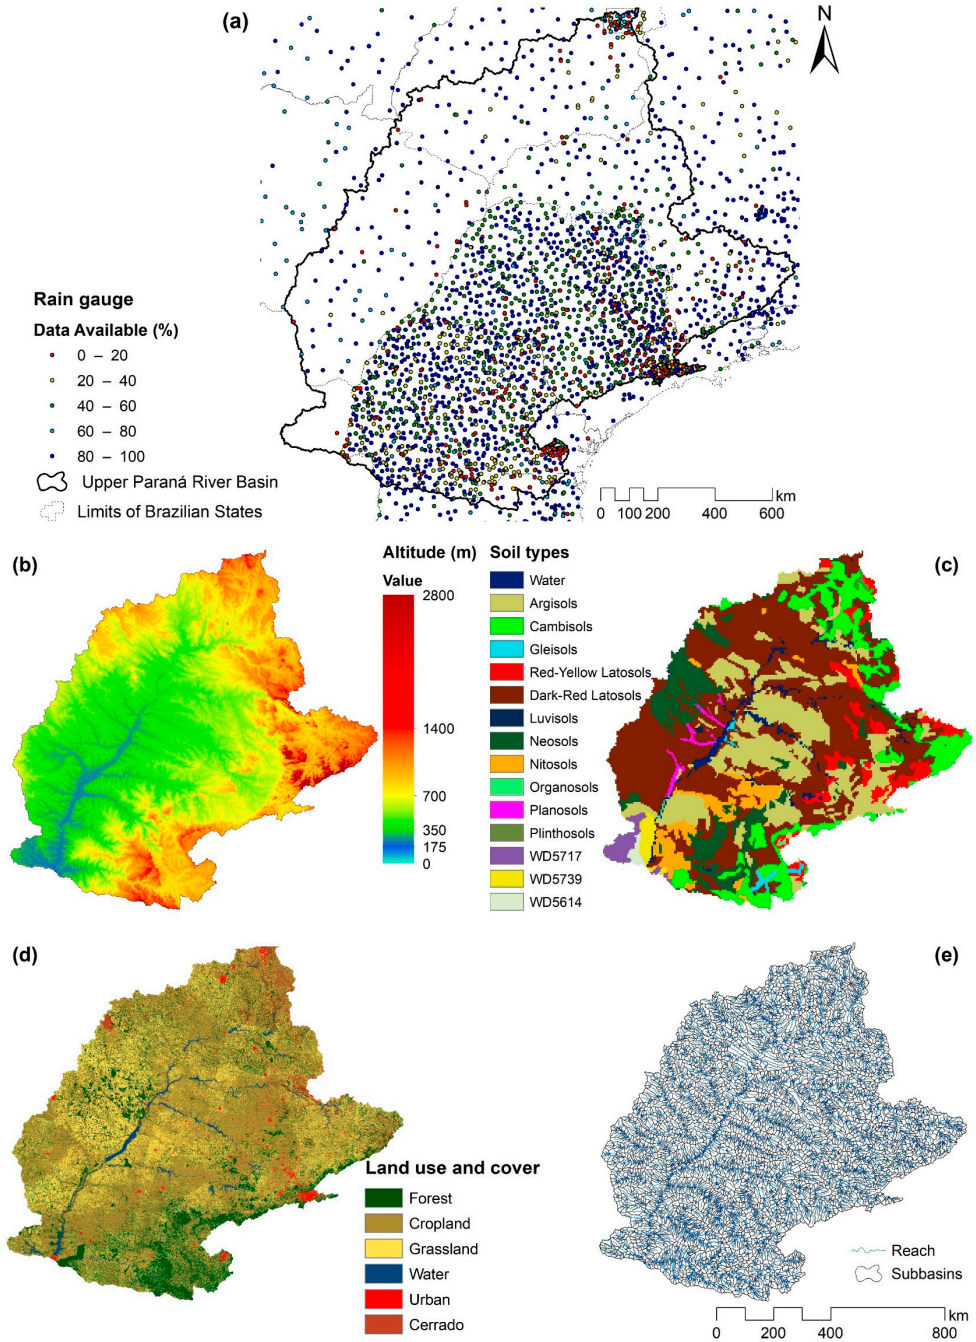 (a)
N
Rain gauge
Data Available (%)
0 – 20
20 – 40
40 – 60
60 – 80
80 – 100
Upper Paraná River Basin
Limits of Brazilian States
km
0 100 200 400 600
(b)
Altitude (m)
Value
2800
1400
700
350
175
0
Soil types
Water
Argisols
Cambisols
Gleisols
Red-Yellow Latosols
Dark-Red Latosols
Luvisols
Neosols
Nitosols
Organosols
Planosols
Plinthosols
WD5717
WD5739
WD5614
(c)
(d)
Land use and cover
Forest
Cropland
Grassland
Water
Urban
Cerrado
(e)
Reach
Subbasins
km
0 200 400 800